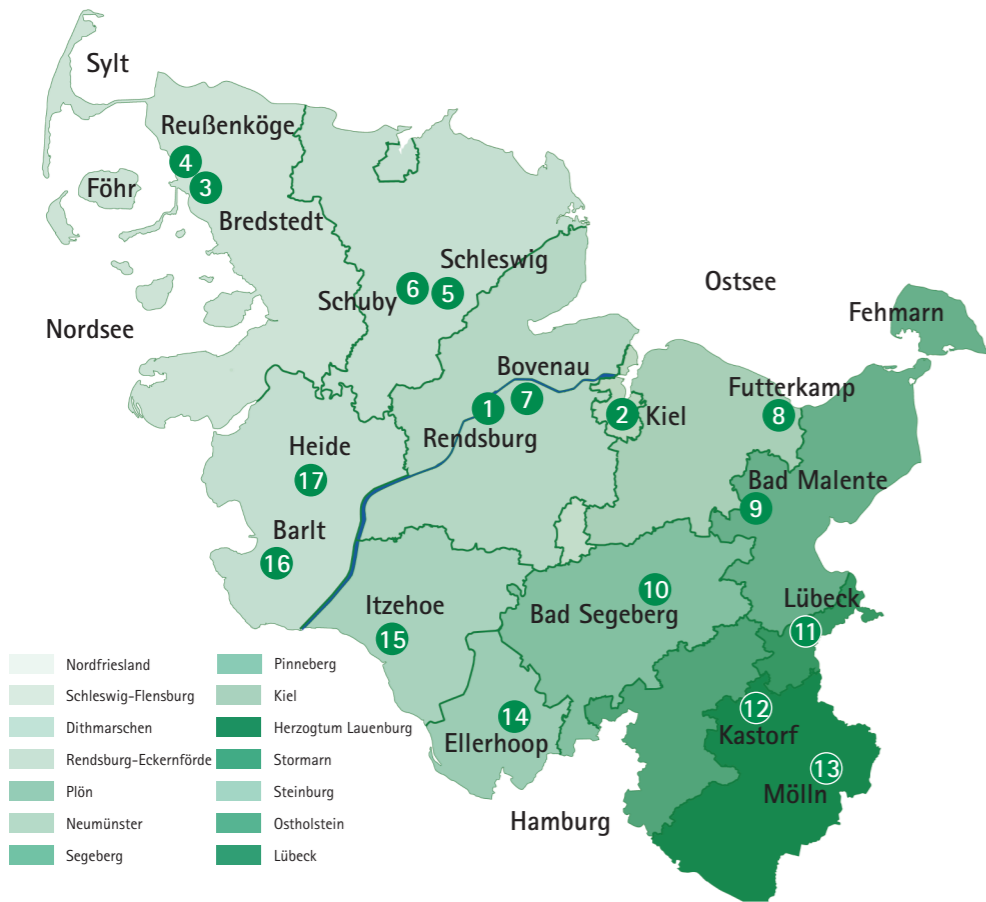 Sylt
Reußenköge
4
Föhr
3
Bredstedt
Schleswig
Ostsee
6
5
Schuby
Fehmarn
Nordsee
Bovenau
Futterkamp
7
1
2
Kiel
8
Rendsburg
Heide
Bad Malente
17
9
Barlt
16
10
Itzehoe
Lübeck
Bad Segeberg
11
15
14
12
Ellerhoop
Kastorf
13
Mölln
Hamburg
Nordfriesland
Schleswig-Flensburg
Dithmarschen
Rendsburg-Eckernförde
Plön
Neumünster
Segeberg
Pinneberg
Kiel
Herzogtum Lauenburg
Stormarn
Steinburg
Ostholstein
Lübeck